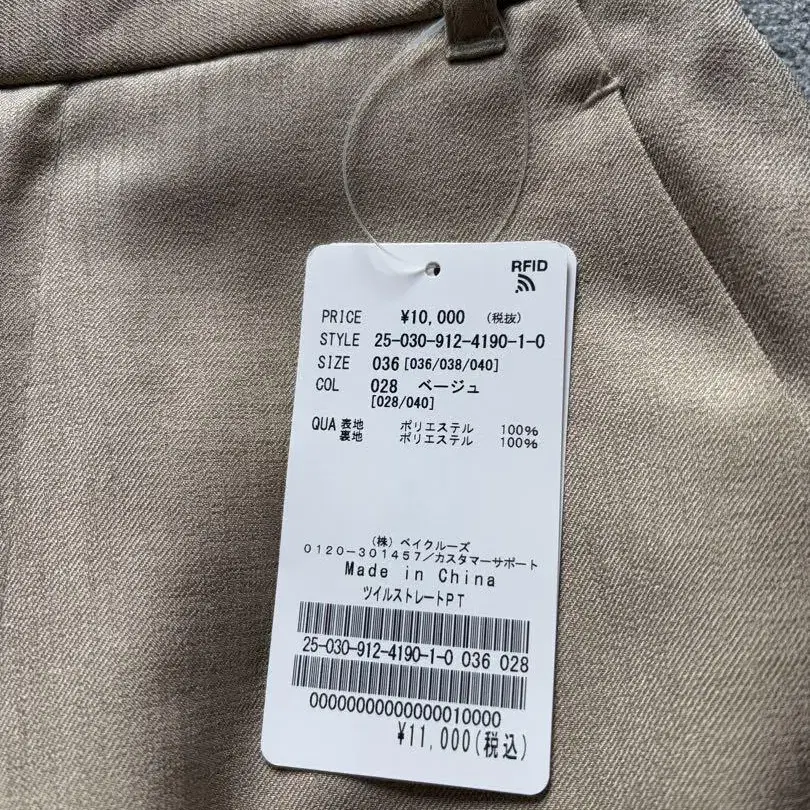 RFID
PRICE ¥10,000 (税抜)
STYLE 25-030-912-4190-1-0
SIZE 036[036/038/040]
COL 028 ベージュ
[028/040]
QUA 表地 ポリエステル 100%
裏地 ポリエステル 100%
(株)ベイクルーズ
0120-301457/カスタマーサポート
Made in China
ツイルストレートPT
25-030-912-4190-1-0 036 028
00000000000000010000
¥11,000(税込)